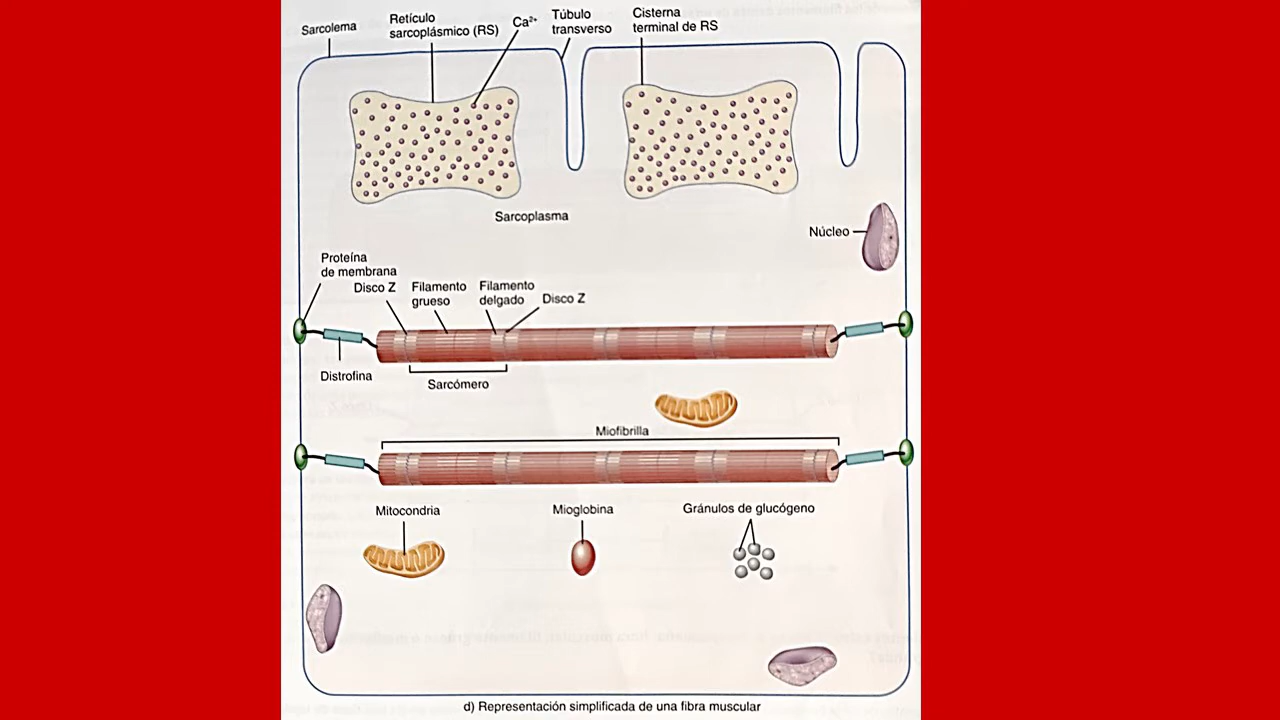 Sarcolema
Retículo
sarcoplásmico (RS)
Ca²⁺
Túbulo
transverso
Cisterna
terminal de RS
Sarcoplasma
Núcleo
Proteína
de membrana
Disco Z
Filamento
grueso
Filamento
delgado
Disco Z
Distrofina
Sarcómero
Miofibrilla
Mitocondria
Mioglobina
Gránulos de glucógeno
d) Representación simplificada de una fibra muscular